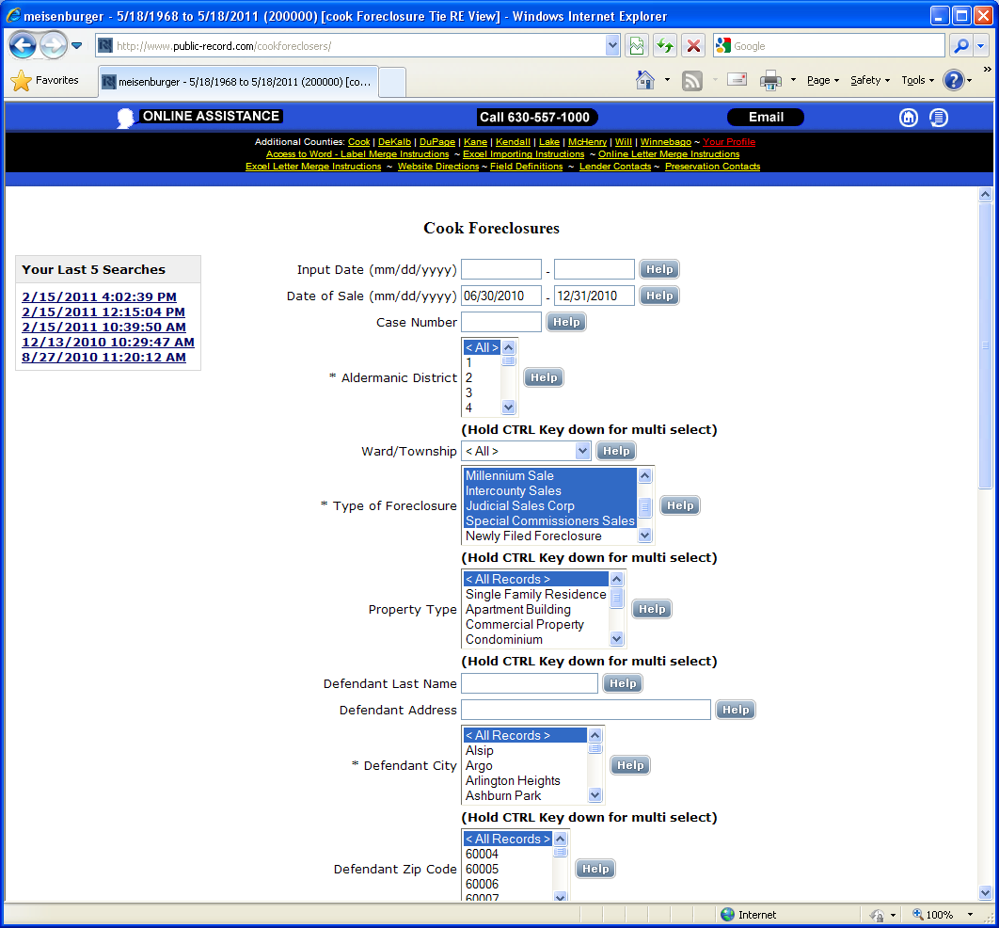 meisenburger - 5/18/1968 to 5/18/2011 (200000) [cook Foreclosure Tie RE View] - Windows Internet Explorer
http://www.public-record.com/cookforeclosers/
Google
Favorites
meisenburger - 5/18/1968 to 5/18/2011 (200000) [co...
Page
Safety
Tools
ONLINE ASSISTANCE
Call 630-557-1000
Email
Additional Counties: Cook | DeKalb | DuPage | Kane | Kendall | Lake | McHenry | Will | Winnebago ~ Your Profile
Access to Word - Label Merge Instructions ~ Excel Importing Instructions ~ Online Letter Merge Instructions
Excel Letter Merge Instructions ~ Website Directions ~ Field Definitions ~ Lender Contacts ~ Preservation Contacts
Cook Foreclosures
Your Last 5 Searches
2/15/2011 4:02:39 PM
2/15/2011 12:15:04 PM
2/15/2011 10:39:50 AM
12/13/2010 10:29:47 AM
8/27/2010 11:20:12 AM
Input Date (mm/dd/yyyy) - Help
Date of Sale (mm/dd/yyyy) 06/30/2010 - 12/31/2010 Help
Case Number Help
* Aldermanic District
< All >
1
2
3
4
Help
(Hold CTRL Key down for multi select)
Ward/Township < All > Help
* Type of Foreclosure
Millennium Sale
Intercounty Sales
Judicial Sales Corp
Special Commissioners Sales
Newly Filed Foreclosure
Help
(Hold CTRL Key down for multi select)
Property Type
< All Records >
Single Family Residence
Apartment Building
Commercial Property
Condominium
Help
(Hold CTRL Key down for multi select)
Defendant Last Name Help
Defendant Address Help
* Defendant City
< All Records >
Alsip
Argo
Arlington Heights
Ashburn Park
Help
(Hold CTRL Key down for multi select)
Defendant Zip Code
< All Records >
60004
60005
60006
60007
Help
Internet
100%